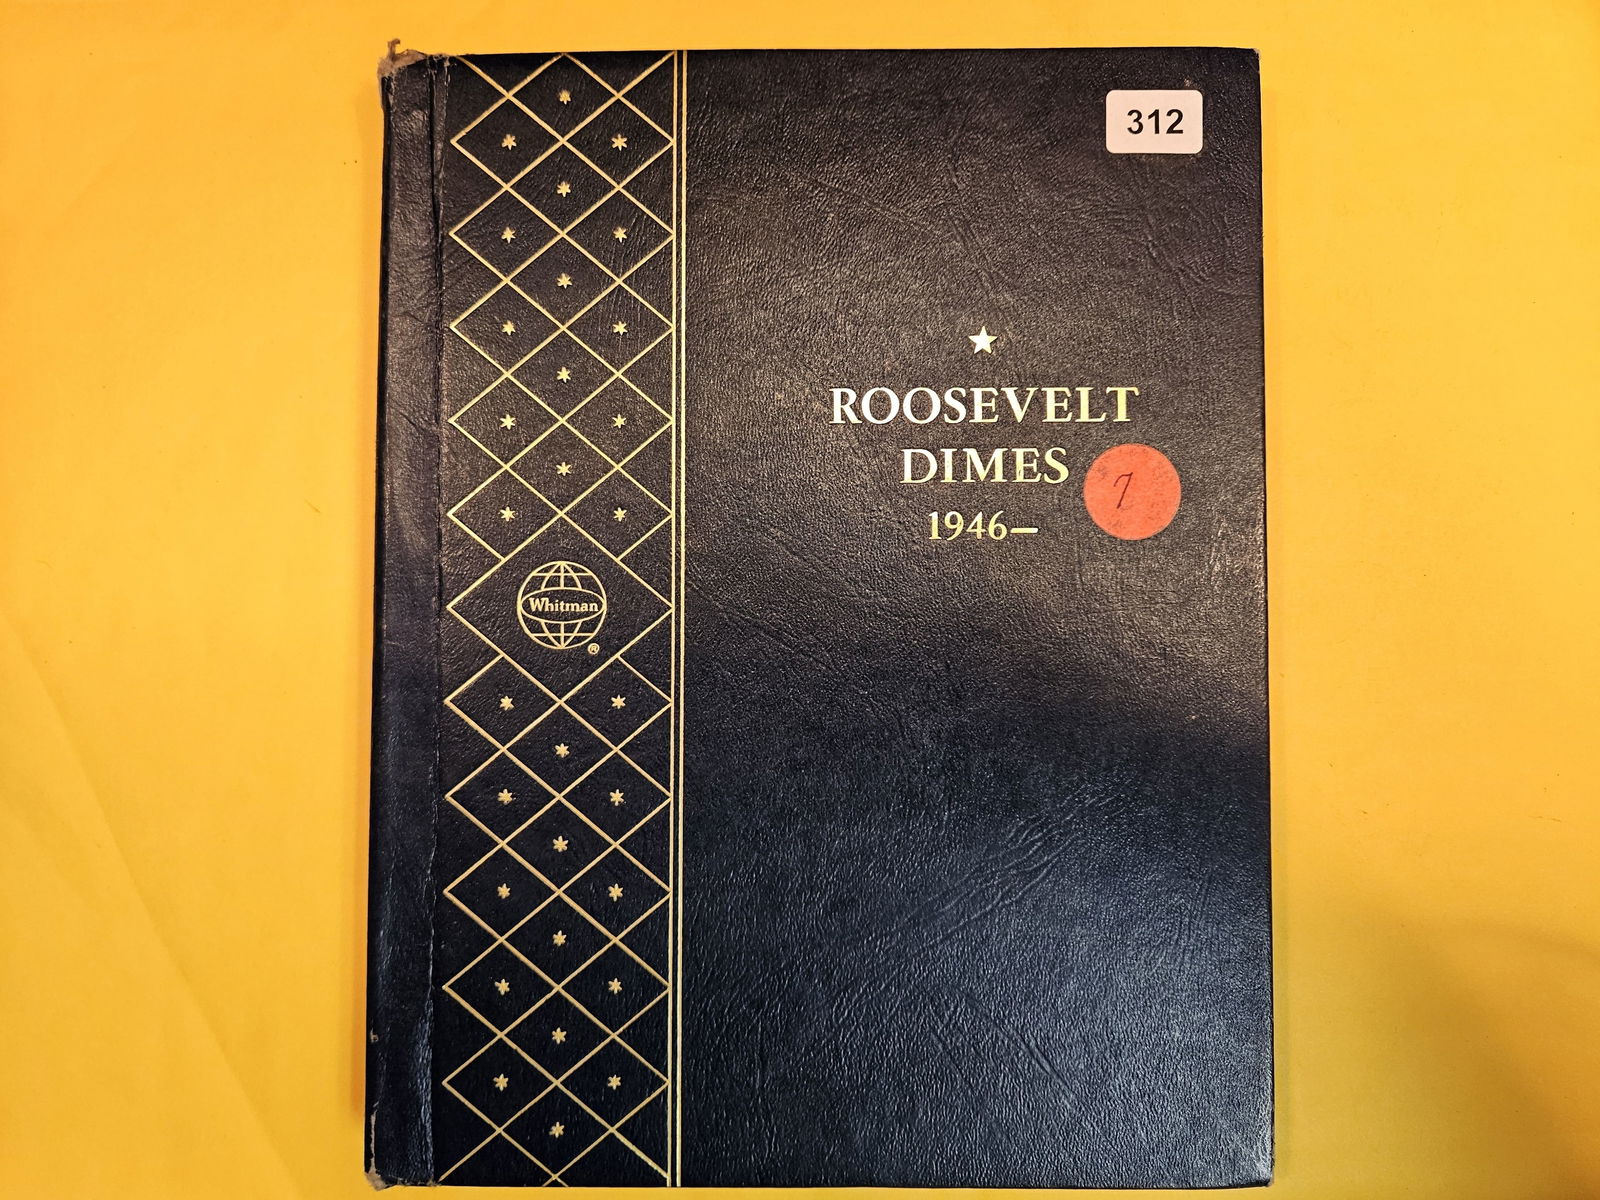 312
ROOSEVELT
DIMES
1946–
7
Whitman
®